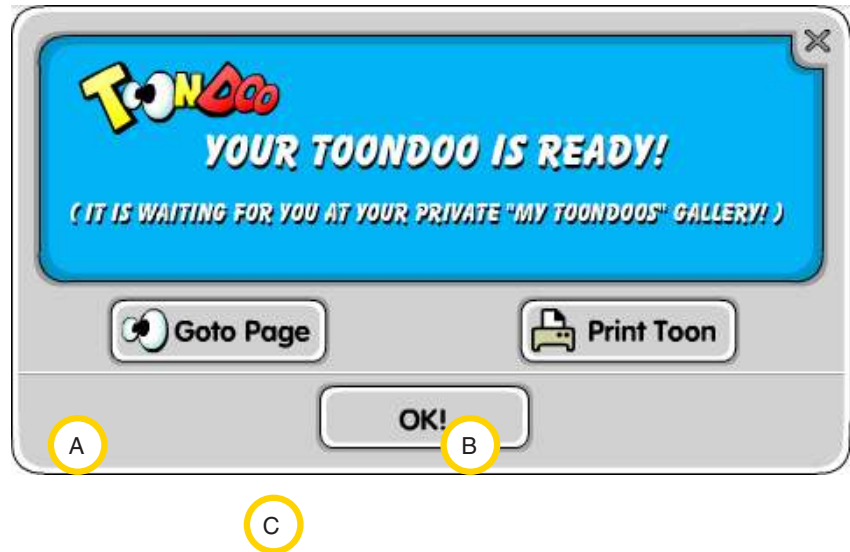 TOONDOO
YOUR TOONDOO IS READY!
( IT IS WAITING FOR YOU AT YOUR PRIVATE "MY TOONDOOS" GALLERY! )
Goto Page
Print Toon
OK!
A
B
C